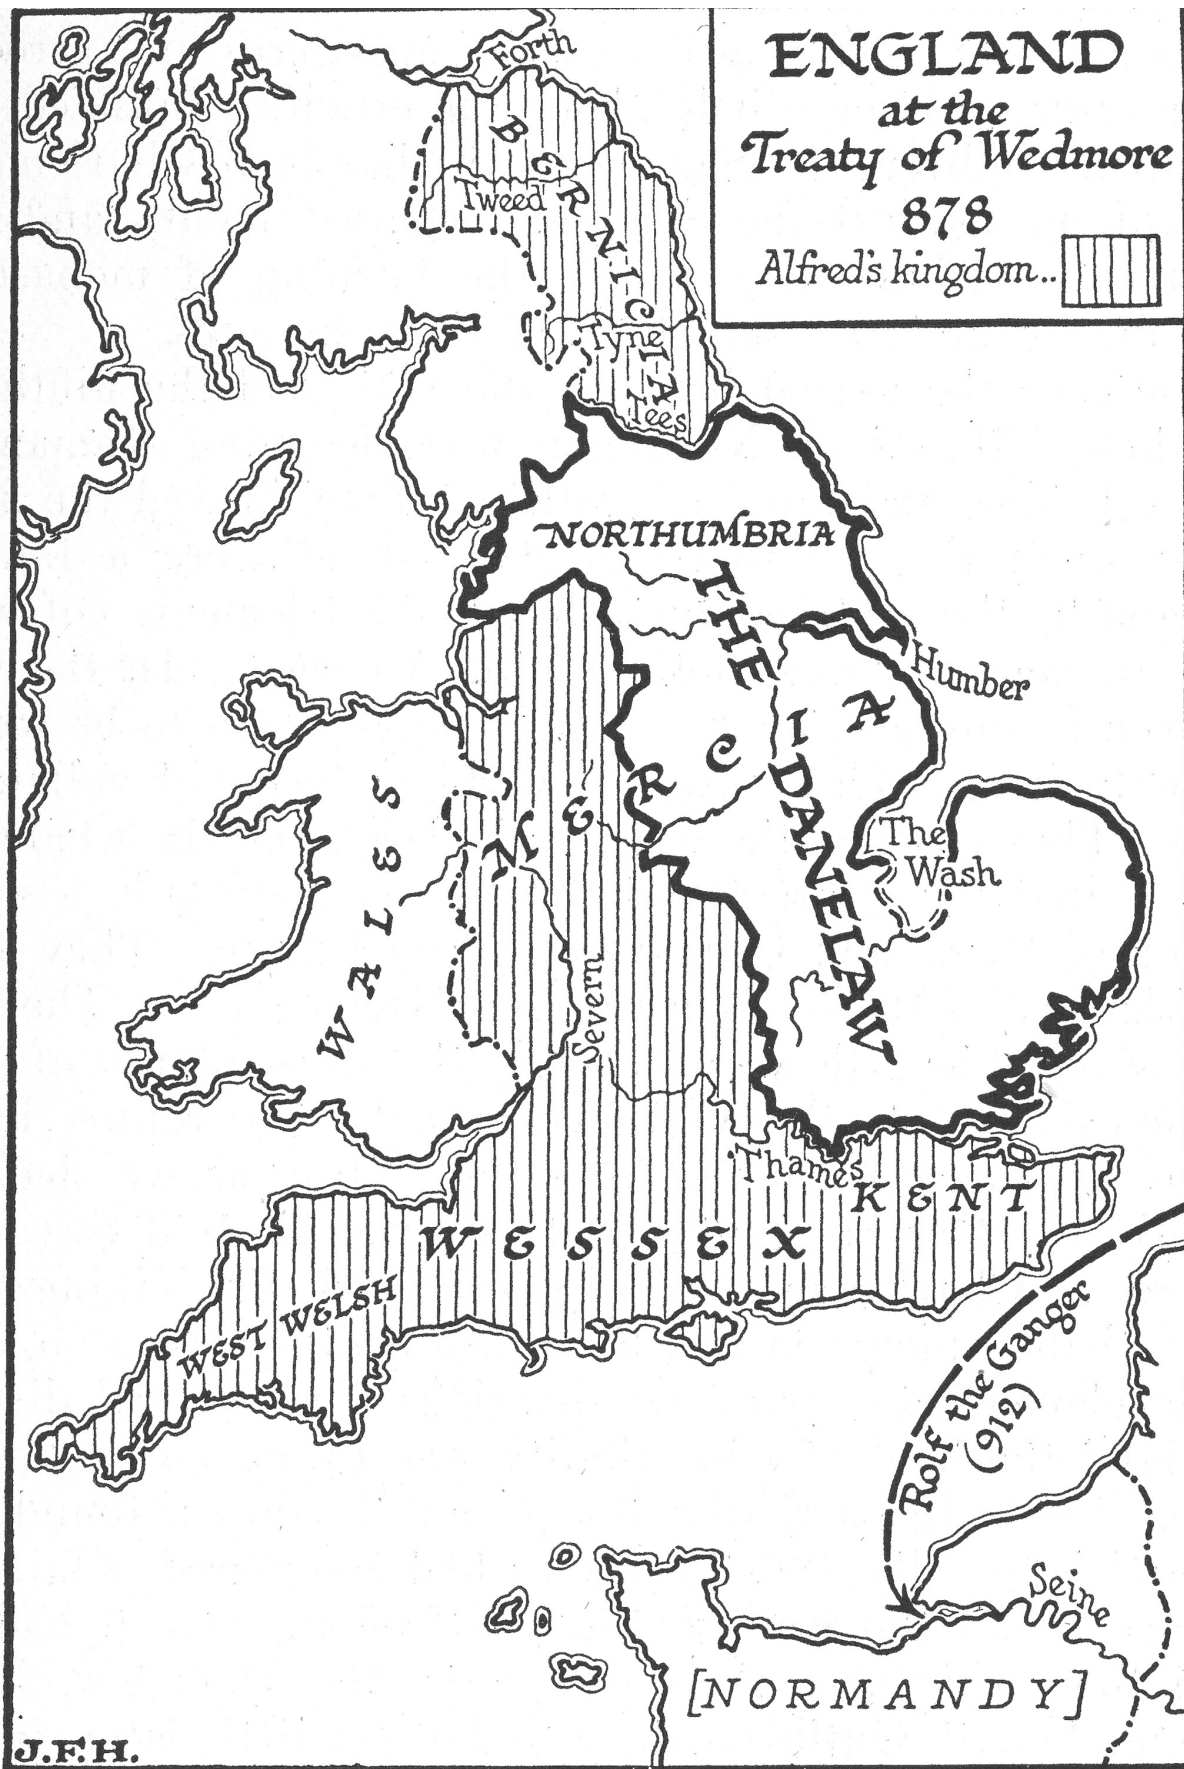 ENGLAND
at the
Treaty of Wedmore
878
Alfred's kingdom..
Forth
BERNICIA
Tweed
Tyne
Tees
NORTHUMBRIA
THE DANELAW
Humber
MERCIA
The
Wash
WALES
Severn
Thames
KENT
WESSEX
WEST WELSH
Rolf the Ganger
(912)
Seine
[NORMANDY]
J.F.H.